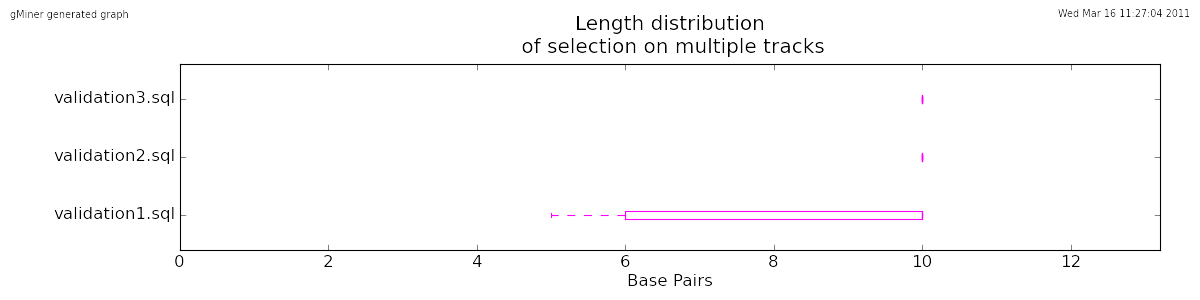 gMiner generated graph
Wed Mar 16 11:27:04 2011
Length distribution
of selection on multiple tracks
validation3.sql
validation2.sql
validation1.sql
0 2 4 6 8 10 12
Base Pairs